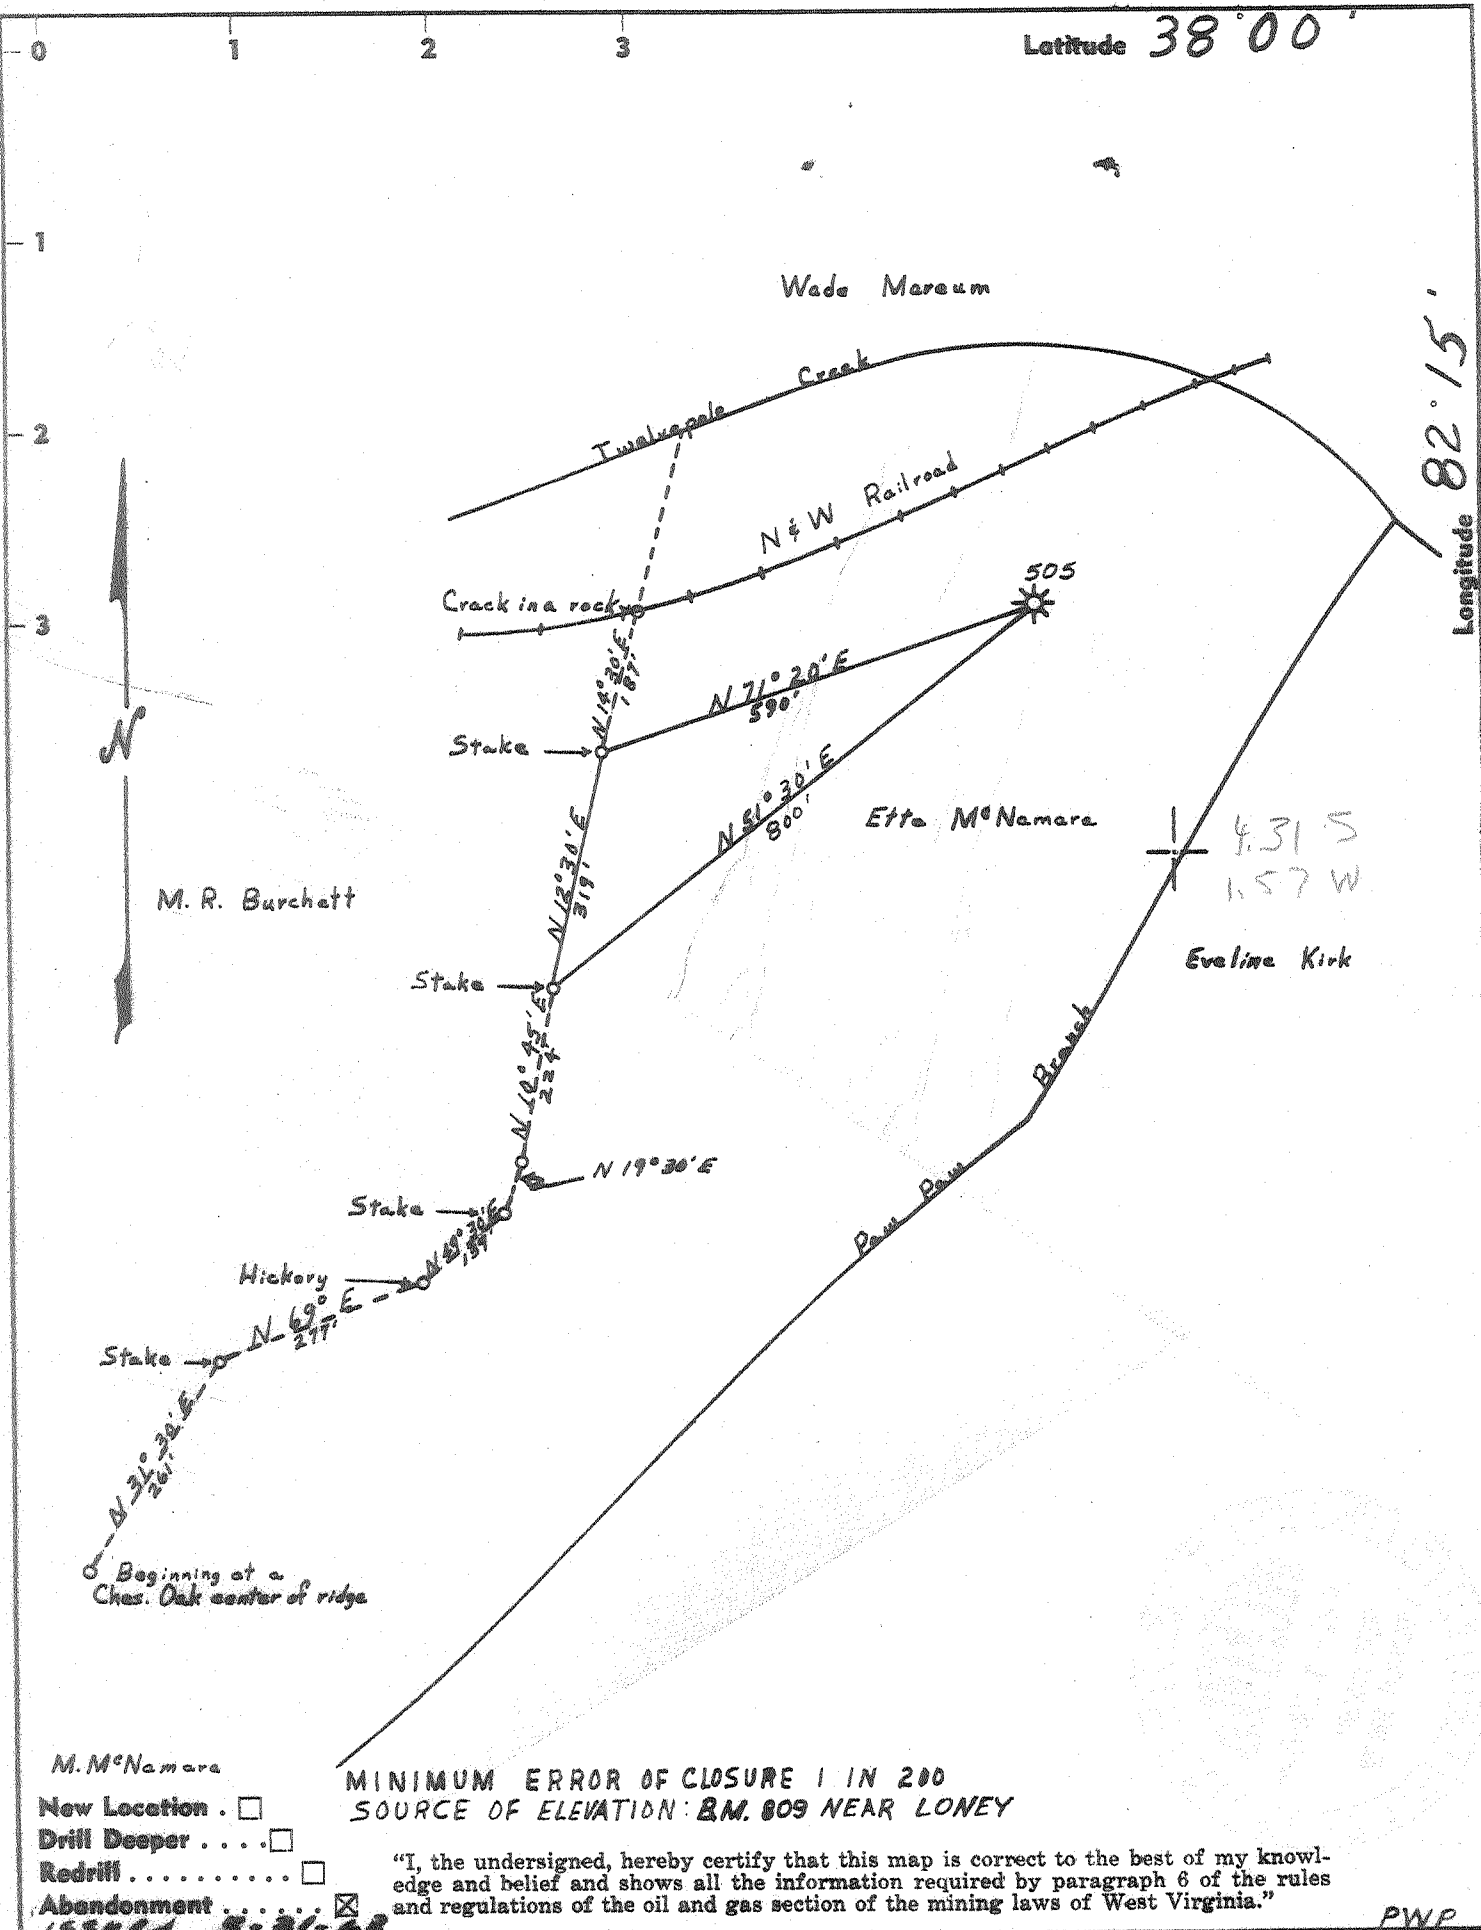 0 1 2 3 Latitude 38°00'
1
Wade Marcum
82°15'
Longitude
Twelvepole Creek
2
N & W Railroad
505
Crack in a rock
3
N 14° 30' E
187'
N 71° 20' E
590'
N
Stake
N 51° 30' E
800'
Etta McNamara
4.31 S
1.57 W
N 12° 30' E
319'
M. R. Burchett
Eveline Kirk
Stake
N 10° 45' E
224'
Branch
N 19° 30' E
Paw Paw
Stake
N 49° 30' E
159'
Hickory
N 69° E
277'
Stake
N 31° 30' E
261'
Beginning at a
Ches. Oak center of ridge
M. McNamara
MINIMUM ERROR OF CLOSURE 1 IN 200
New Location .
SOURCE OF ELEVATION: B.M. 809 NEAR LONEY
Drill Deeper . . . .
Redrill . . . . . . . . . .
Abandonment . . . . . . ☒
“I, the undersigned, hereby certify that this map is correct to the best of my knowl-
edge and belief and shows all the information required by paragraph 6 of the rules
and regulations of the oil and gas section of the mining laws of West Virginia.”
PWP